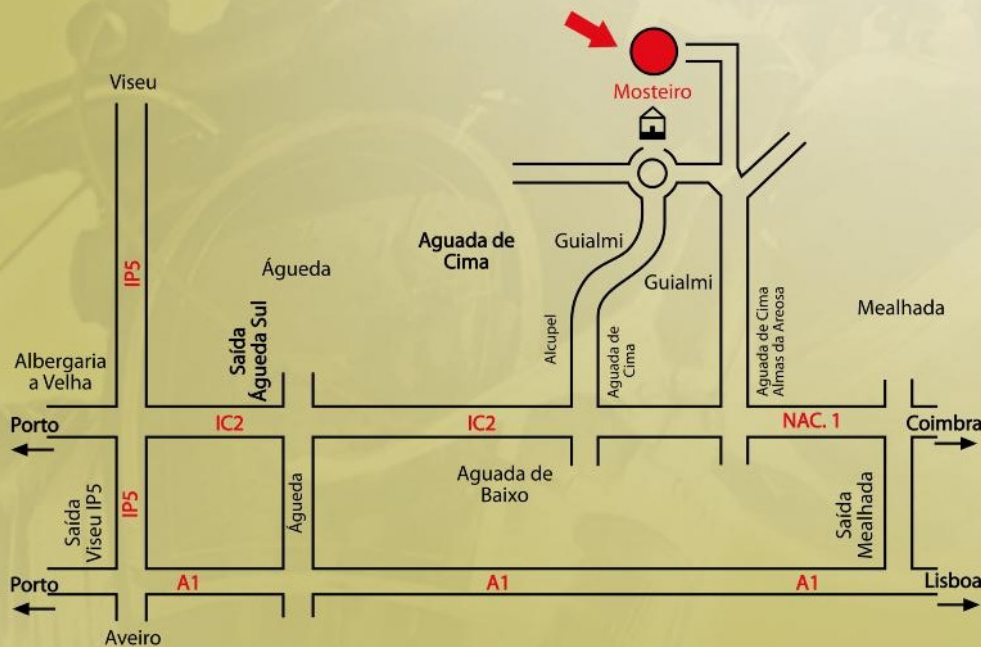 Viseu
Mosteiro
IP5
Águeda
Saída
Águeda Sul
Aguada de
Cima
Guialmi
Guialmi
Alcupel
Aguada de
Cima
Aguada de Cima
Almas da Areosa
Mealhada
Albergaria
a Velha
Porto
IC2
IC2
NAC. 1
Coimbra
Saída
Viseu IP5
IP5
Águeda
Aguada de
Baixo
Saída
Mealhada
Porto
A1
A1
A1
Lisboa
Aveiro